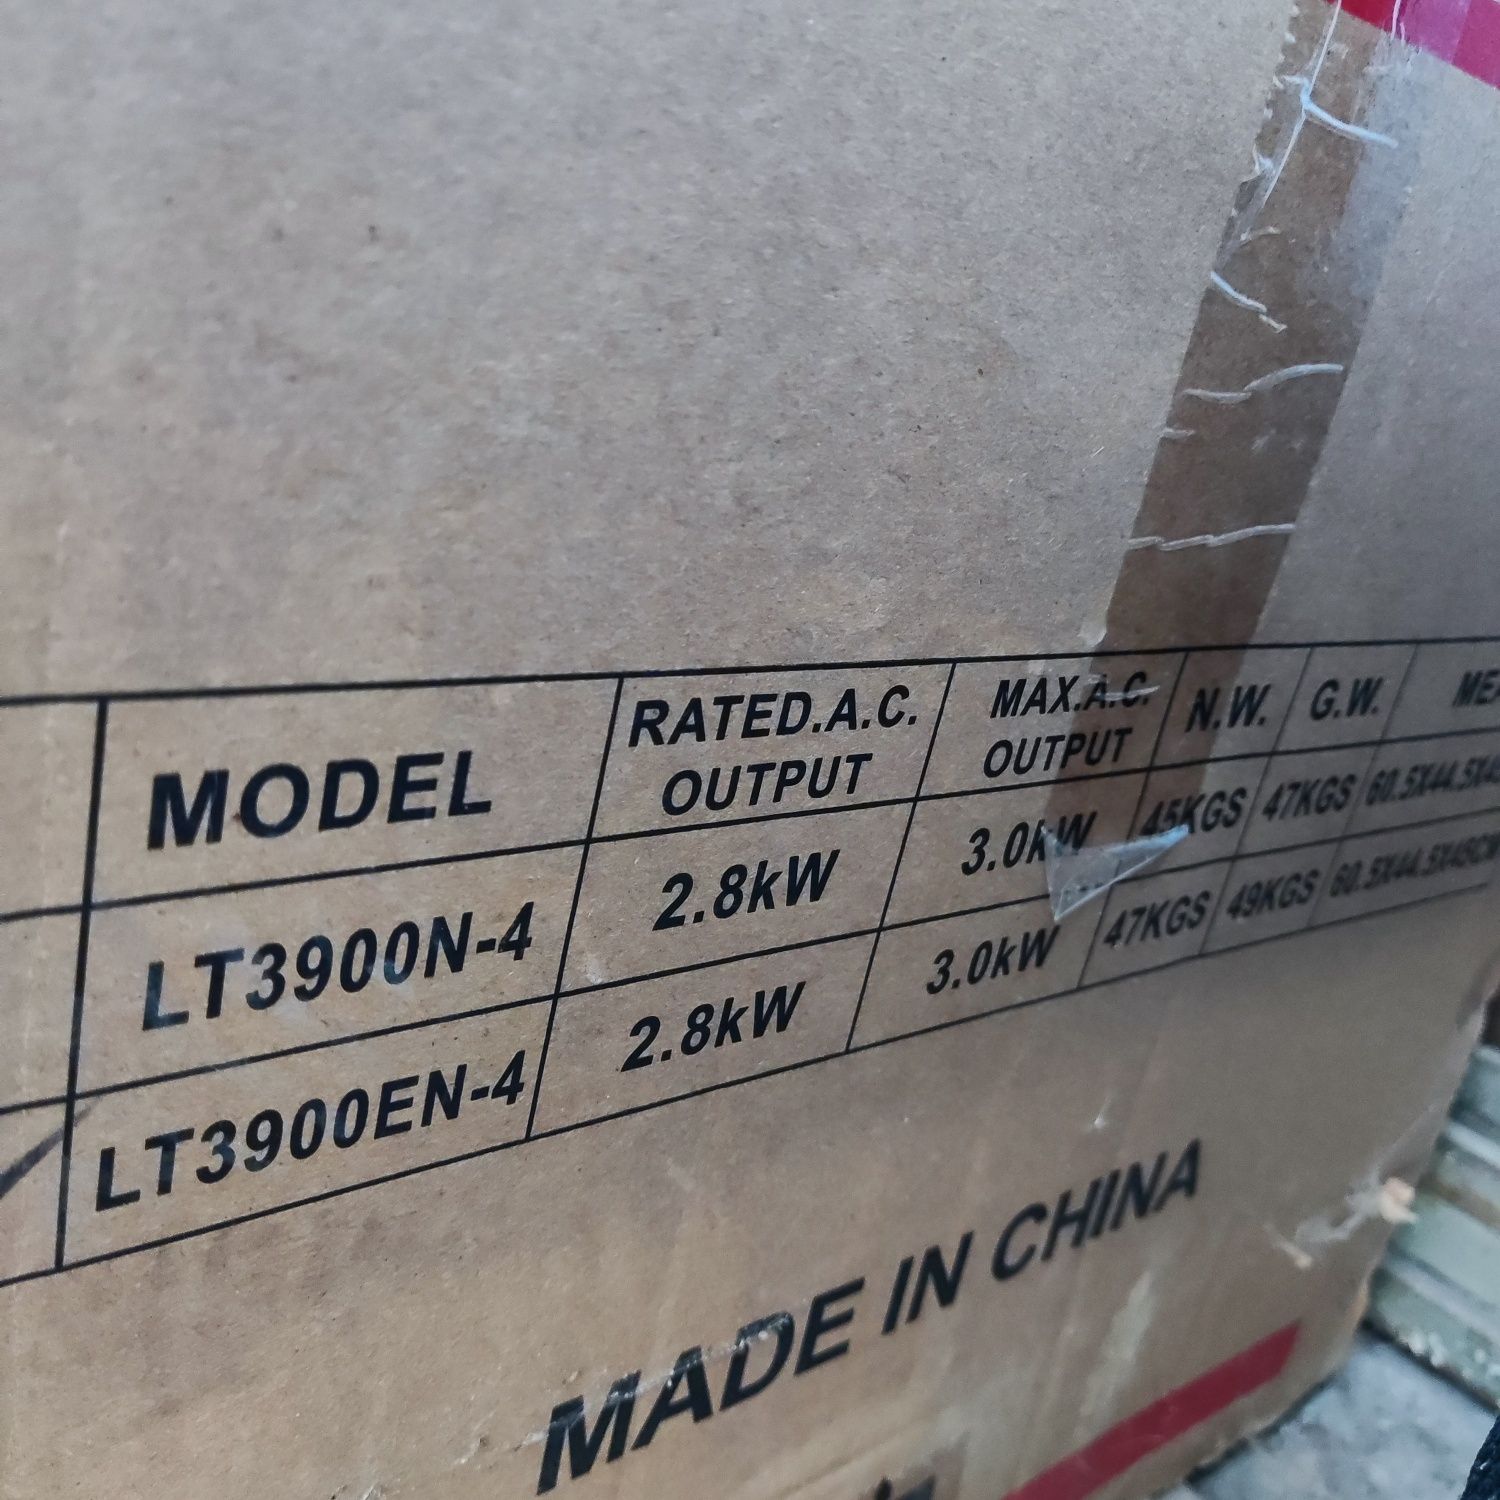 MODEL RATED.A.C. OUTPUT MAX.A.C. OUTPUT N.W. G.W.
LT3900N-4 2.8kW 3.0kW 45KGS 47KGS
LT3900EN-4 2.8kW 3.0kW 47KGS 49KGS
MADE IN CHINA